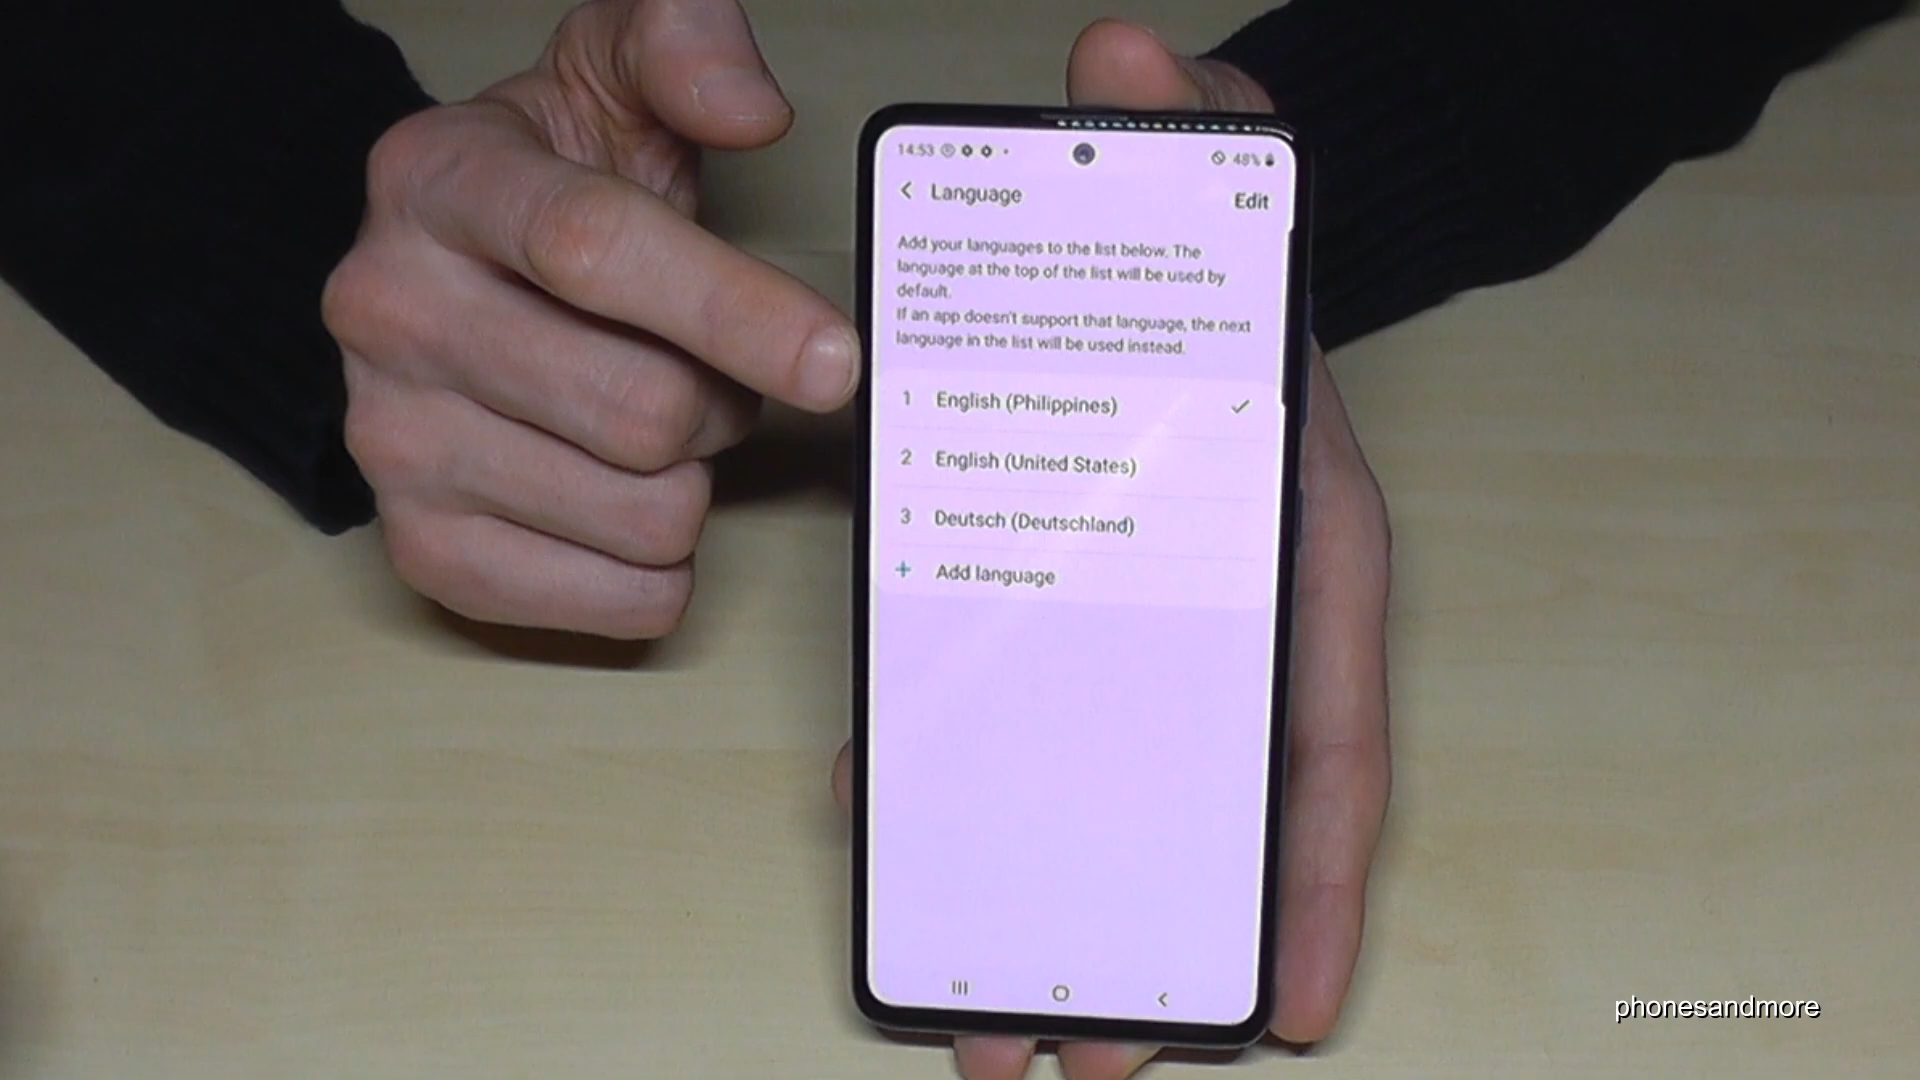 14:53 48%
Language Edit
Add your languages to the list below. The
language at the top of the list will be used by
default.
If an app doesn't support that language, the next
language in the list will be used instead.
1 English (Philippines)
2 English (United States)
3 Deutsch (Deutschland)
+ Add language
phonesandmore